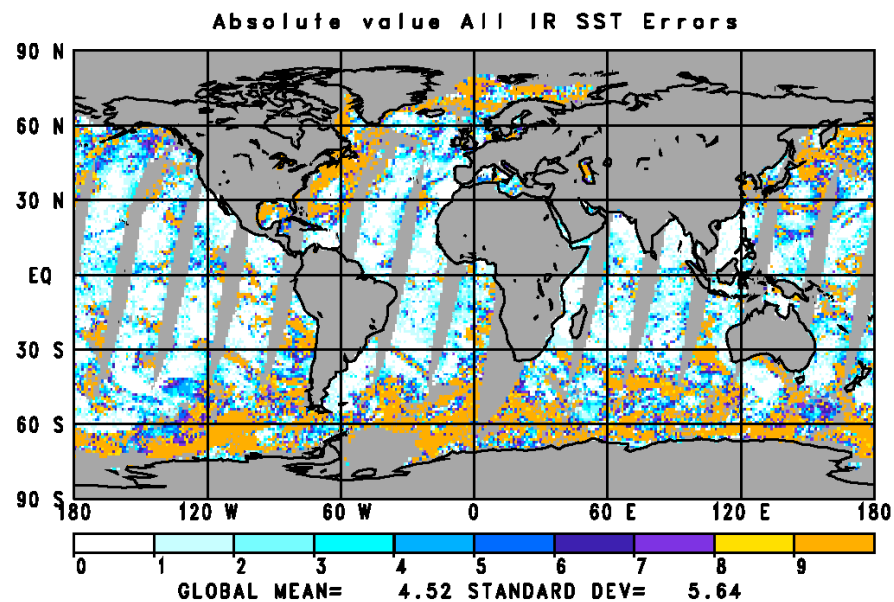 Absolute value All IR SST Errors
90 N
60 N
30 N
EQ
30 S
60 S
90 S
180 120 W 60 W 0 60 E 120 E 180
0 1 2 3 4 5 6 7 8 9
GLOBAL MEAN= 4.52 STANDARD DEV= 5.64